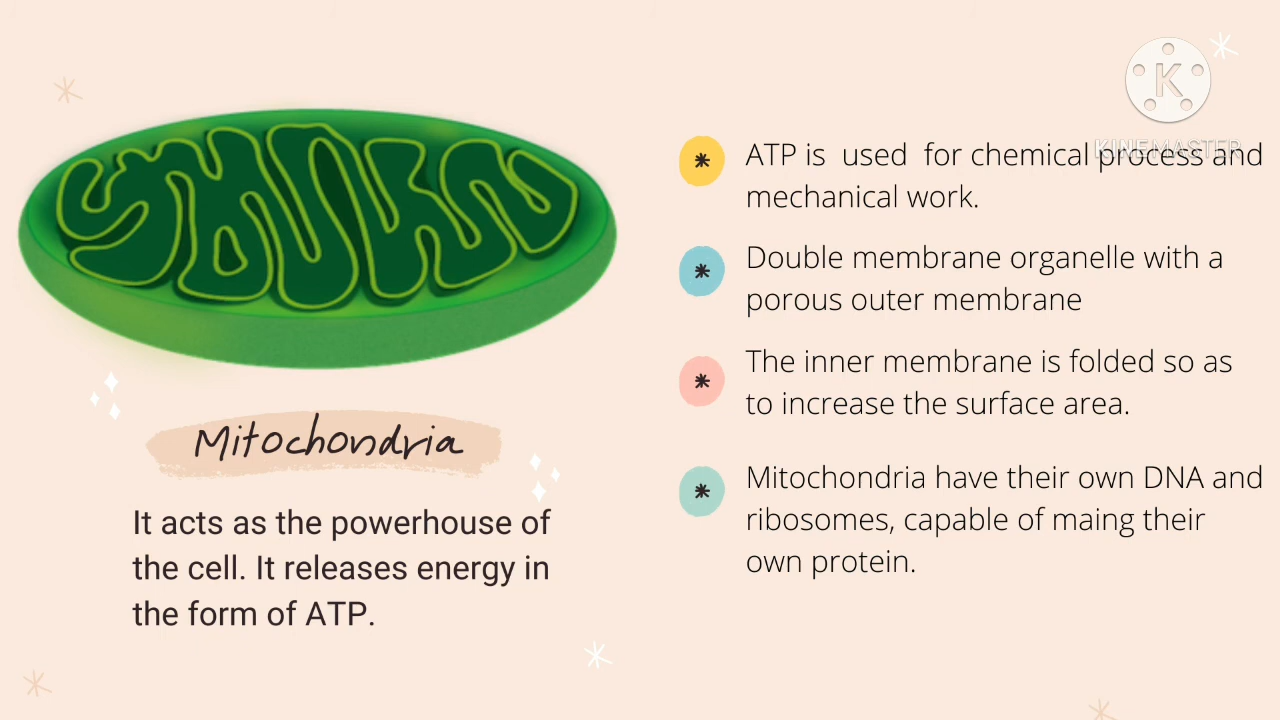 K
KINEMASTER
ATP is used for chemical process and
mechanical work.
Double membrane organelle with a
porous outer membrane
The inner membrane is folded so as
to increase the surface area.
Mitochondria have their own DNA and
ribosomes, capable of maing their
own protein.
Mitochondria
It acts as the powerhouse of
the cell. It releases energy in
the form of ATP.